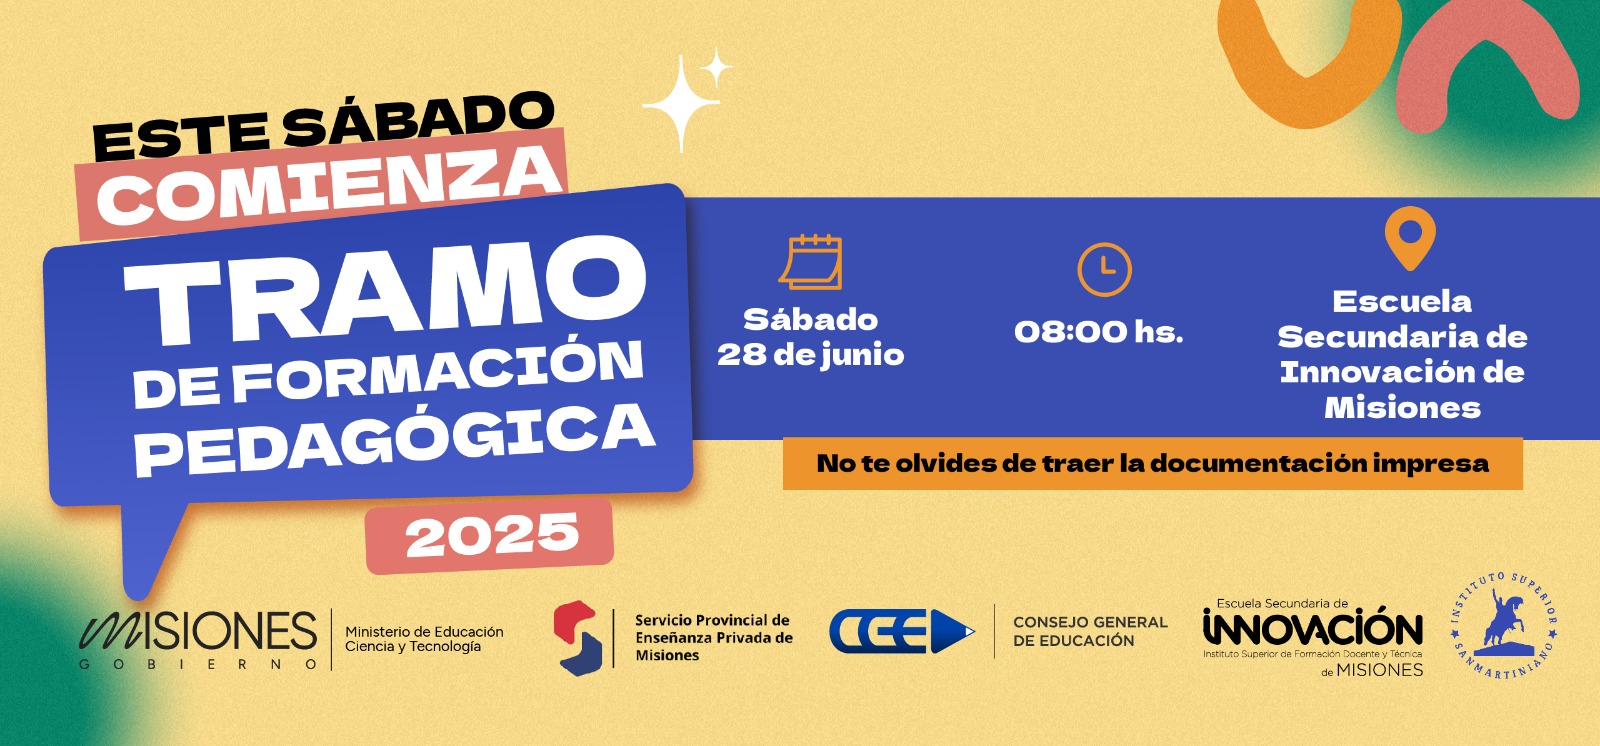 ESTE SÁBADO
COMIENZA
TRAMO
DE FORMACIÓN
PEDAGÓGICA
2025
Sábado
28 de junio
08:00 hs.
Escuela
Secundaria de
Innovación de
Misiones
No te olvides de traer la documentación impresa
MISIONES
GOBIERNO
Ministerio de Educación
Ciencia y Tecnología
Servicio Provincial de
Enseñanza Privada de
Misiones
CGE
CONSEJO GENERAL
DE EDUCACIÓN
Escuela Secundaria de
iNNOVACIÓN
Instituto Superior de Formación Docente y Técnica
de MISIONES
INSTITUTO SUPERIOR
SANMARTINIANO